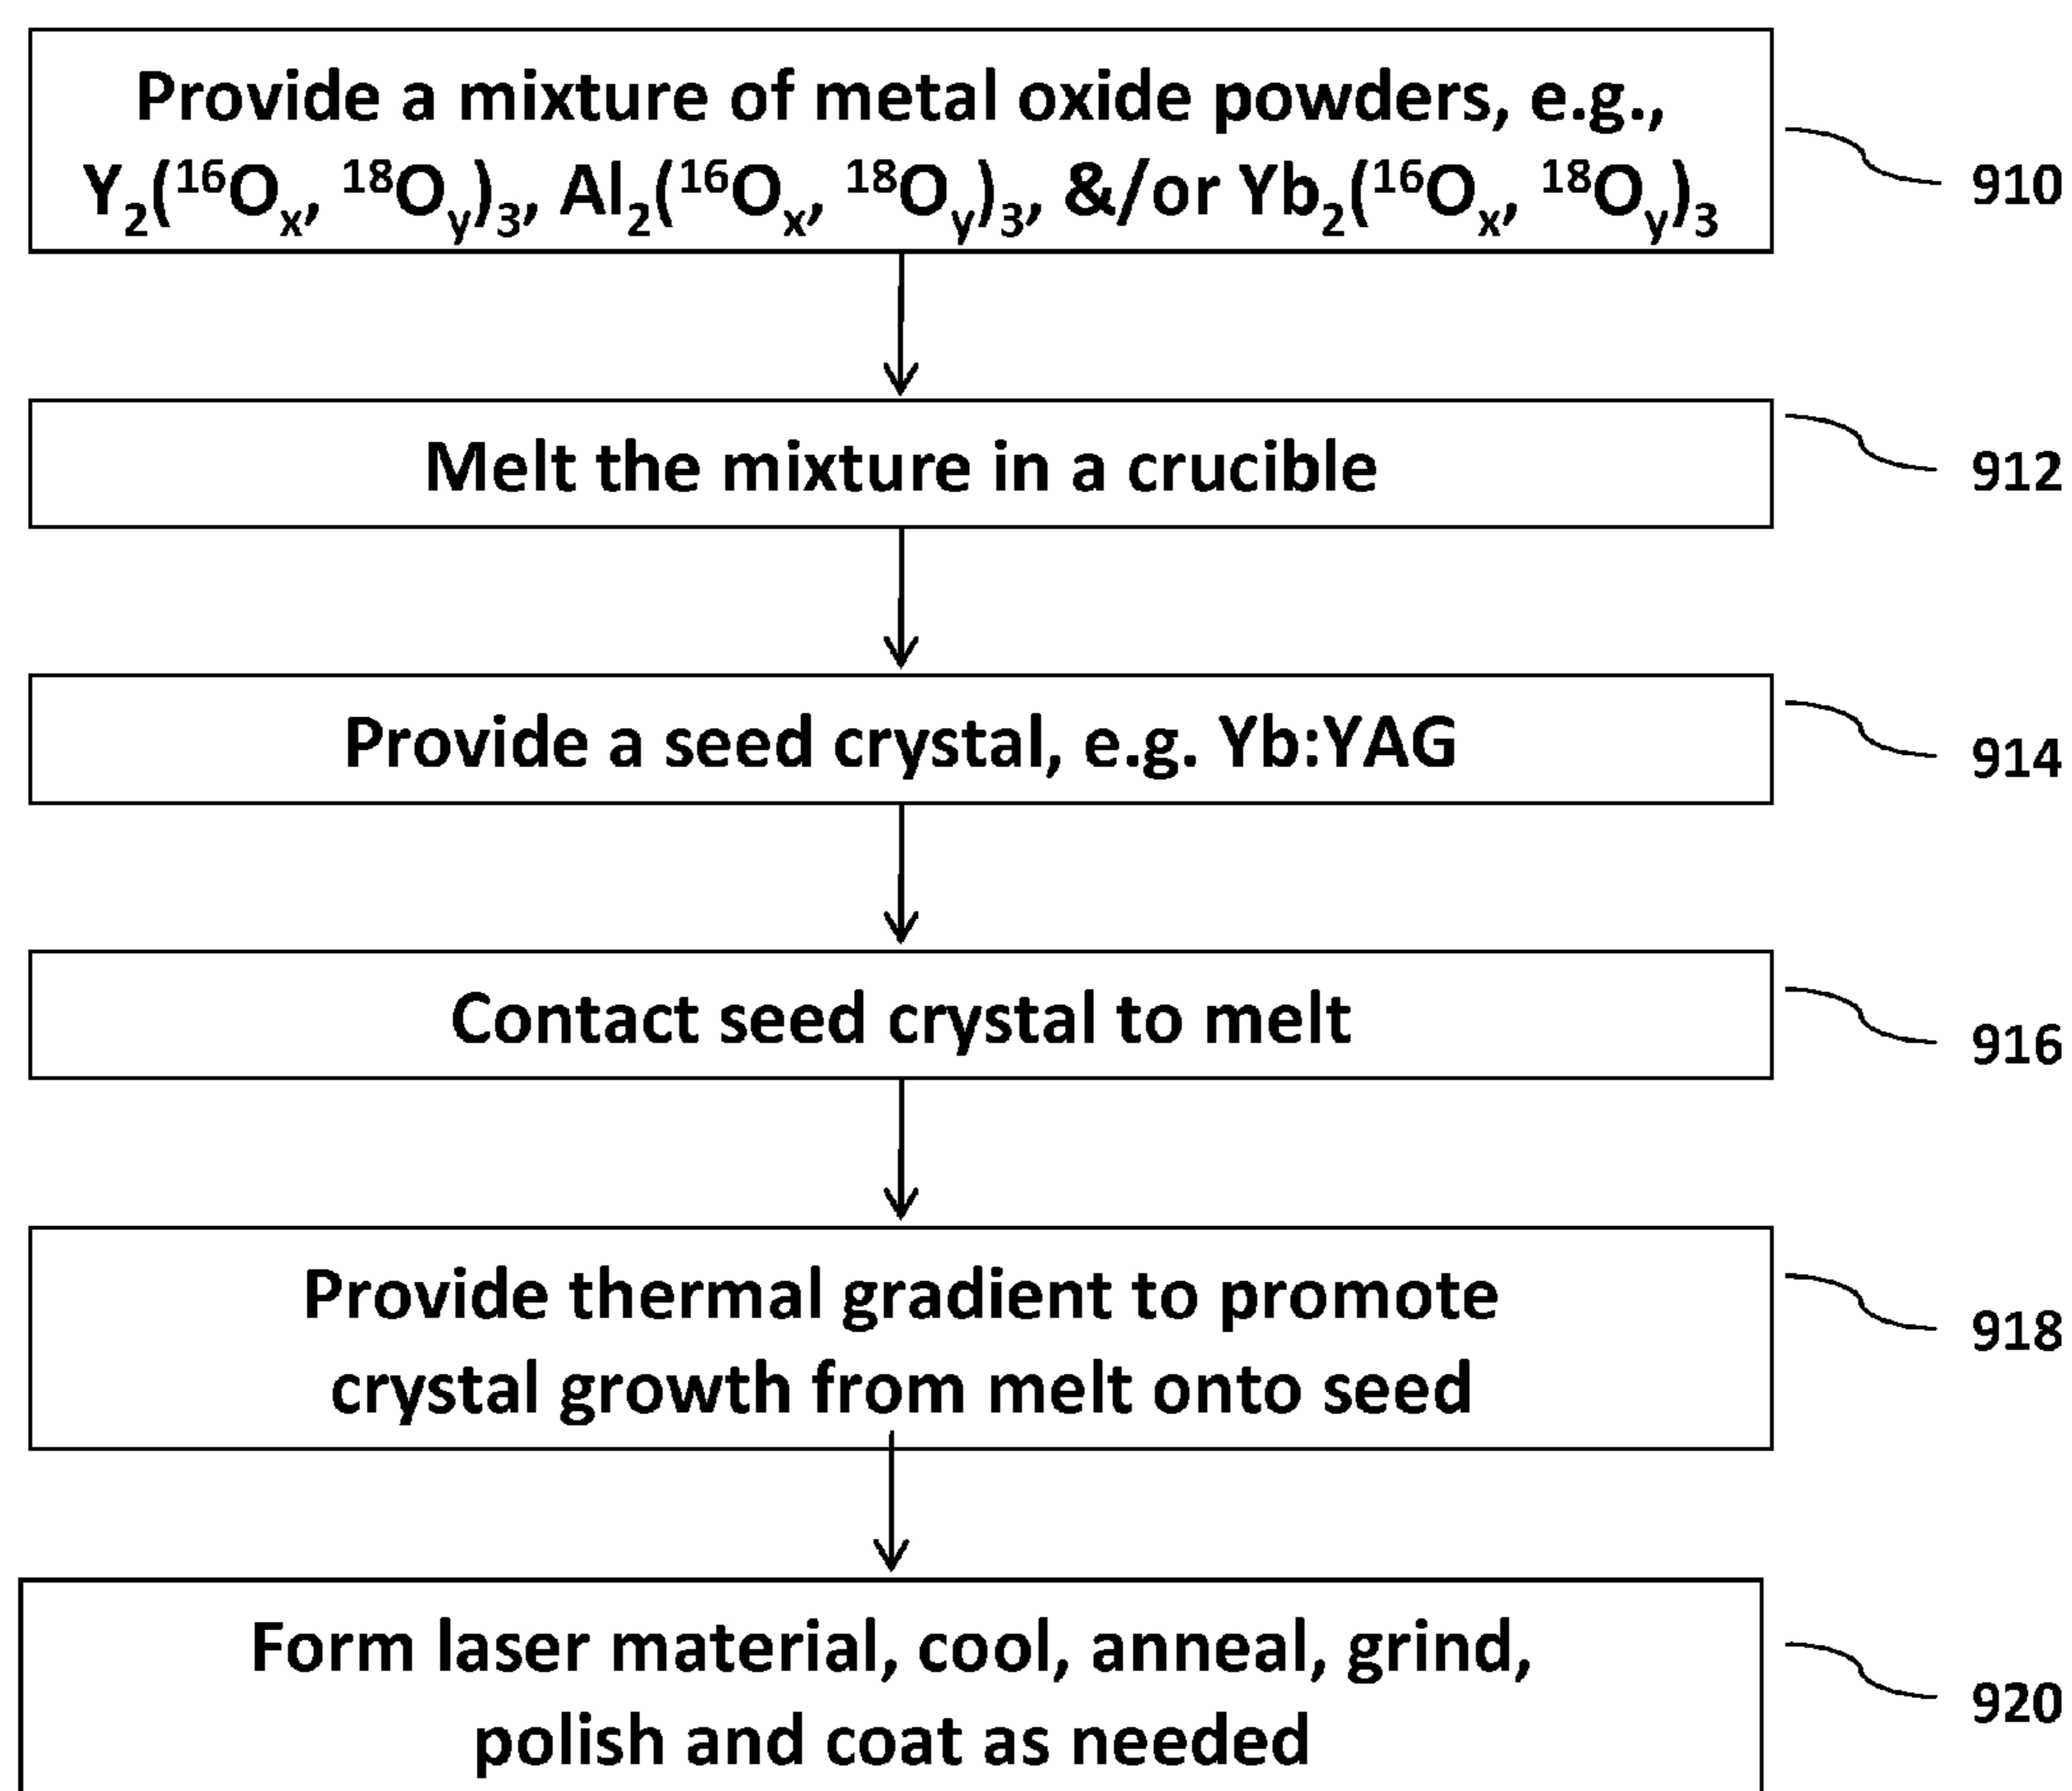 Provide a mixture of metal oxide powders, e.g.,
Y₂(¹⁶Oₓ, ¹⁸Oᵧ)₃, Al₂(¹⁶Oₓ, ¹⁸Oᵧ)₃, &/or Yb₂(¹⁶Oₓ, ¹⁸Oᵧ)₃
910
Melt the mixture in a crucible
912
Provide a seed crystal, e.g. Yb:YAG
914
Contact seed crystal to melt
916
Provide thermal gradient to promote
crystal growth from melt onto seed
918
Form laser material, cool, anneal, grind,
polish and coat as needed
920